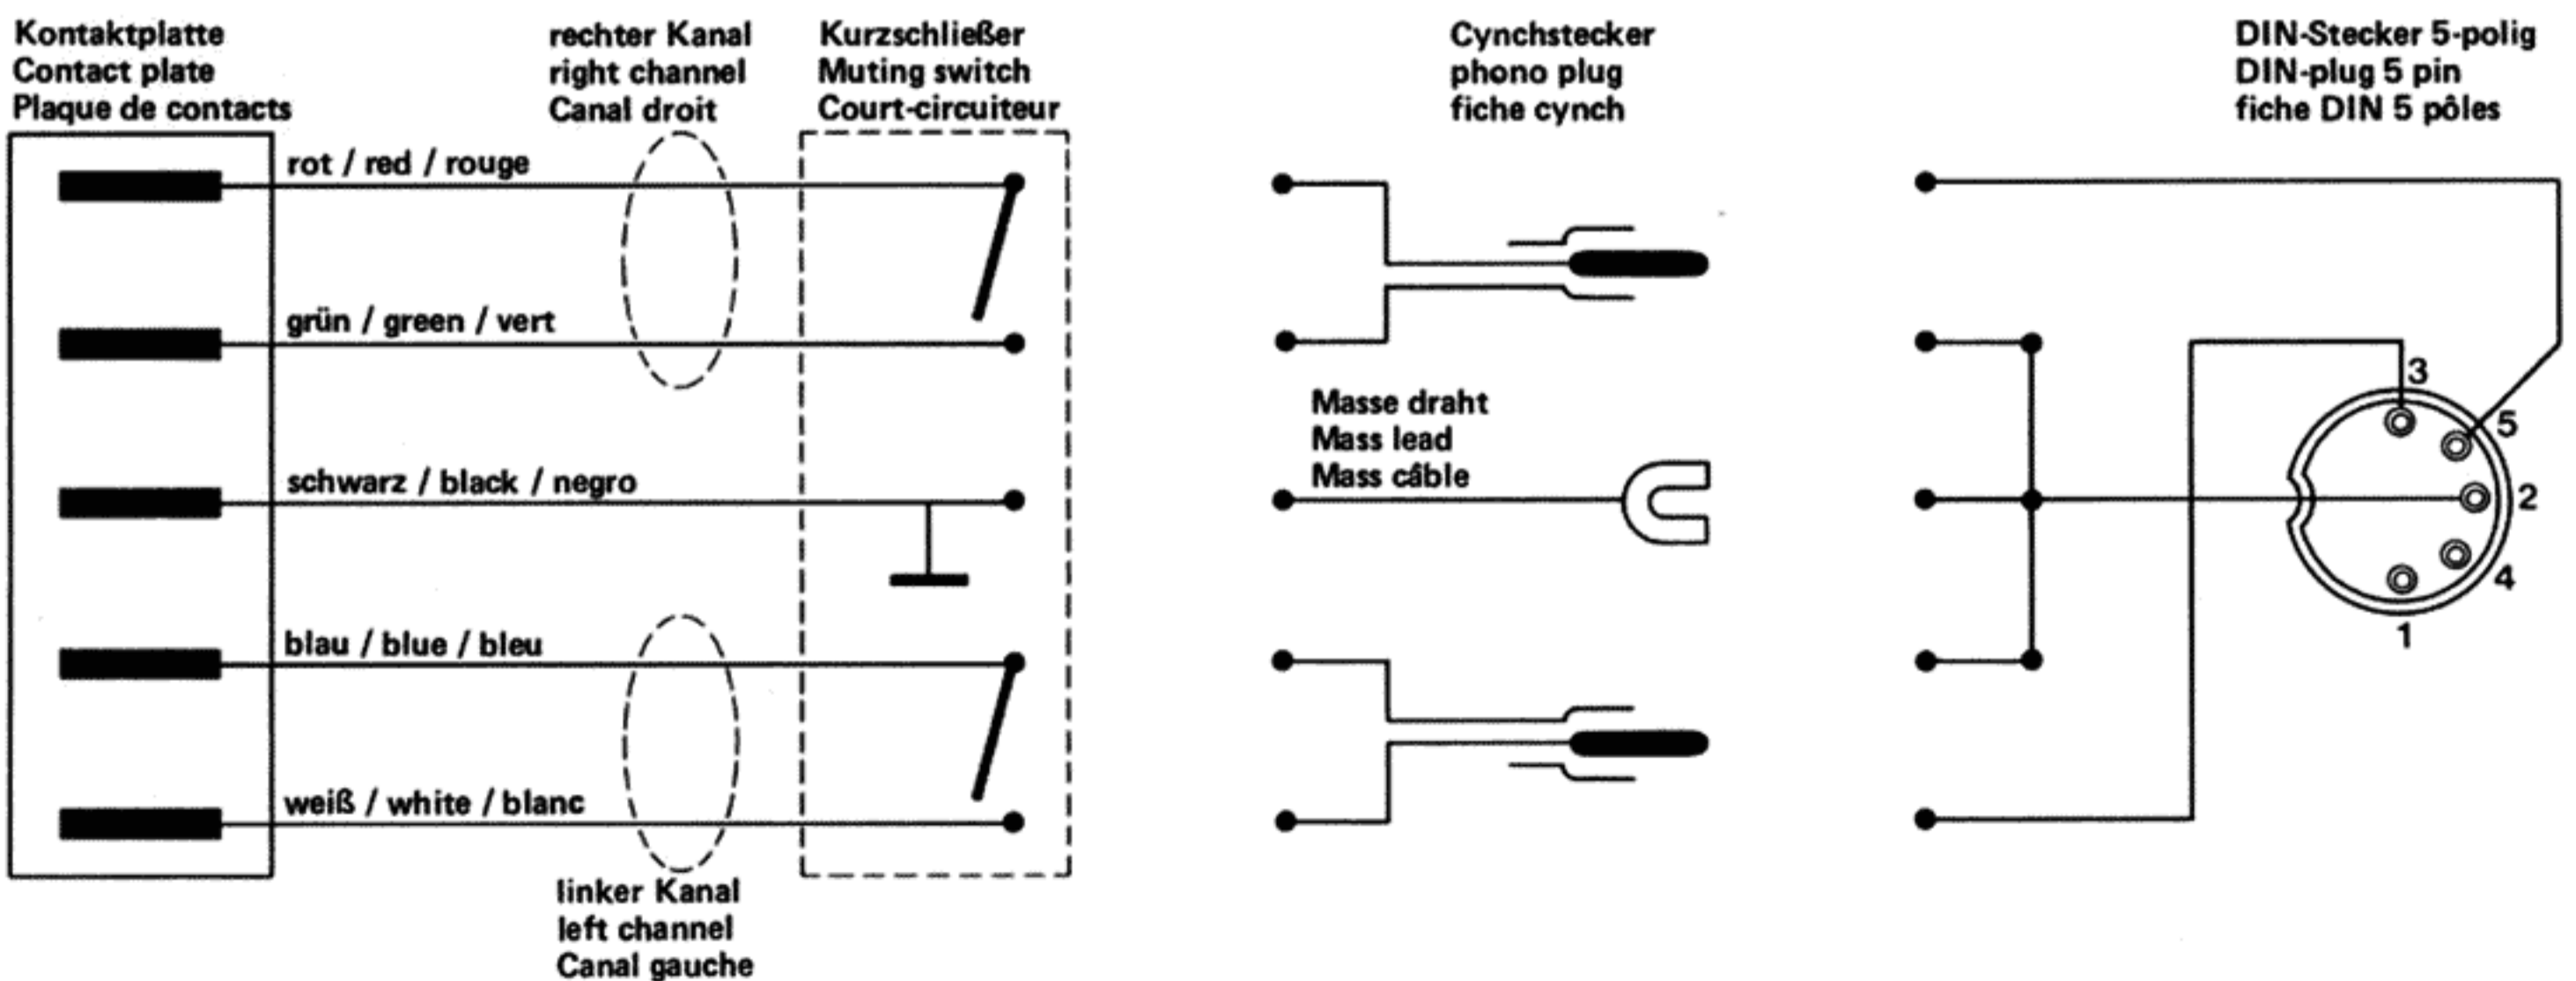 Kontaktplatte
Contact plate
Plaque de contacts
rechter Kanal
right channel
Canal droit
Kurzschließer
Muting switch
Court-circuiteur
Cynchstecker
phono plug
fiche cynch
DIN-Stecker 5-polig
DIN-plug 5 pin
fiche DIN 5 pôles
rot / red / rouge
grün / green / vert
schwarz / black / negro
blau / blue / bleu
weiß / white / blanc
linker Kanal
left channel
Canal gauche
Masse draht
Mass lead
Mass câble
3
5
2
4
1